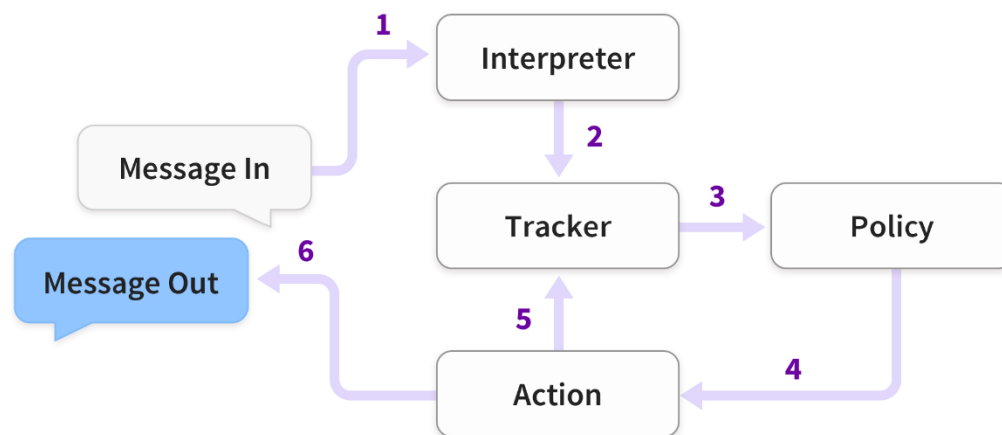 1
Interpreter
2
Message In
Tracker
3
Policy
6
Message Out
5
4
Action